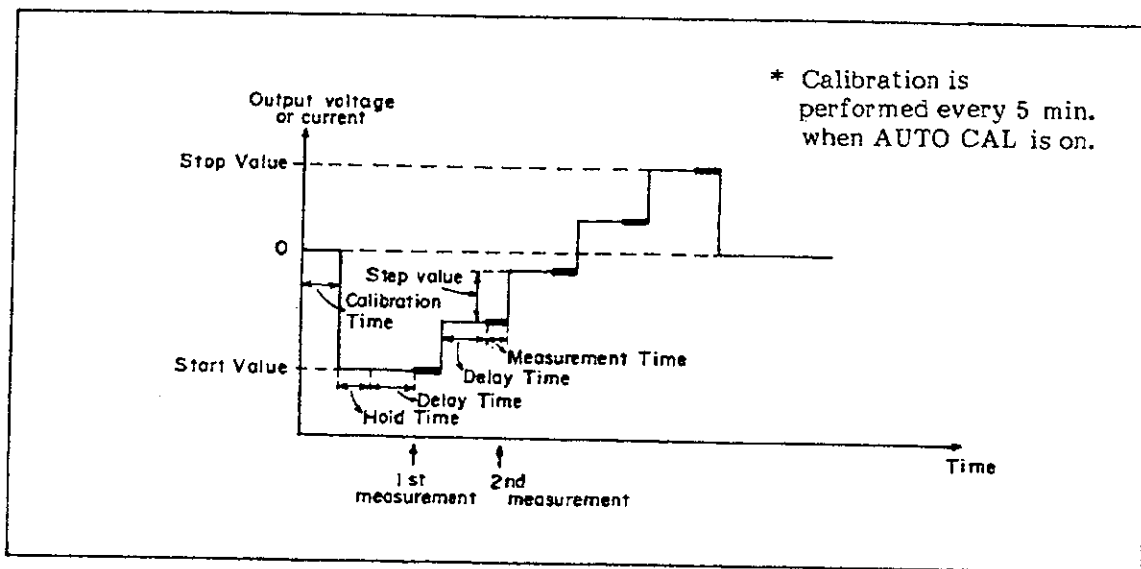 * Calibration is
performed every 5 min.
when AUTO CAL is on.
Output voltage
or current
Stop Value
0
Step value
Calibration
Time
Measurement Time
Delay Time
Start Value
Delay Time
Hold Time
Time
1st
measurement
2nd
measurement